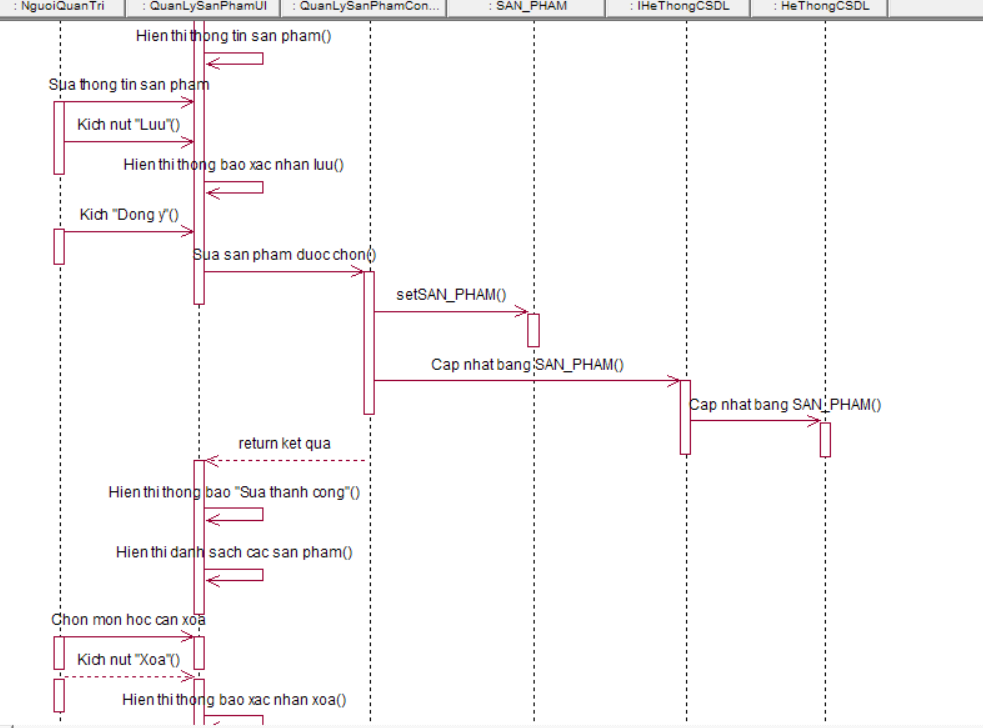 : NguoiQuanTri
: QuanLySanPhamUI
: QuanLySanPhamCon...
: SAN_PHAM
: IHeThongCSDL
: HeThongCSDL
Hien thi thong tin san pham()
Sua thong tin san pham
Kich nut "Luu"()
Hien thi thong bao xac nhan luu()
Kich "Dong y"()
Sua san pham duoc chon()
setSAN_PHAM()
Cap nhat bang SAN_PHAM()
Cap nhat bang SAN_PHAM()
return ket qua
Hien thi thong bao "Sua thanh cong"()
Hien thi danh sach cac san pham()
Chon mon hoc can xoa
Kich nut "Xoa"()
Hien thi thong bao xac nhan xoa()